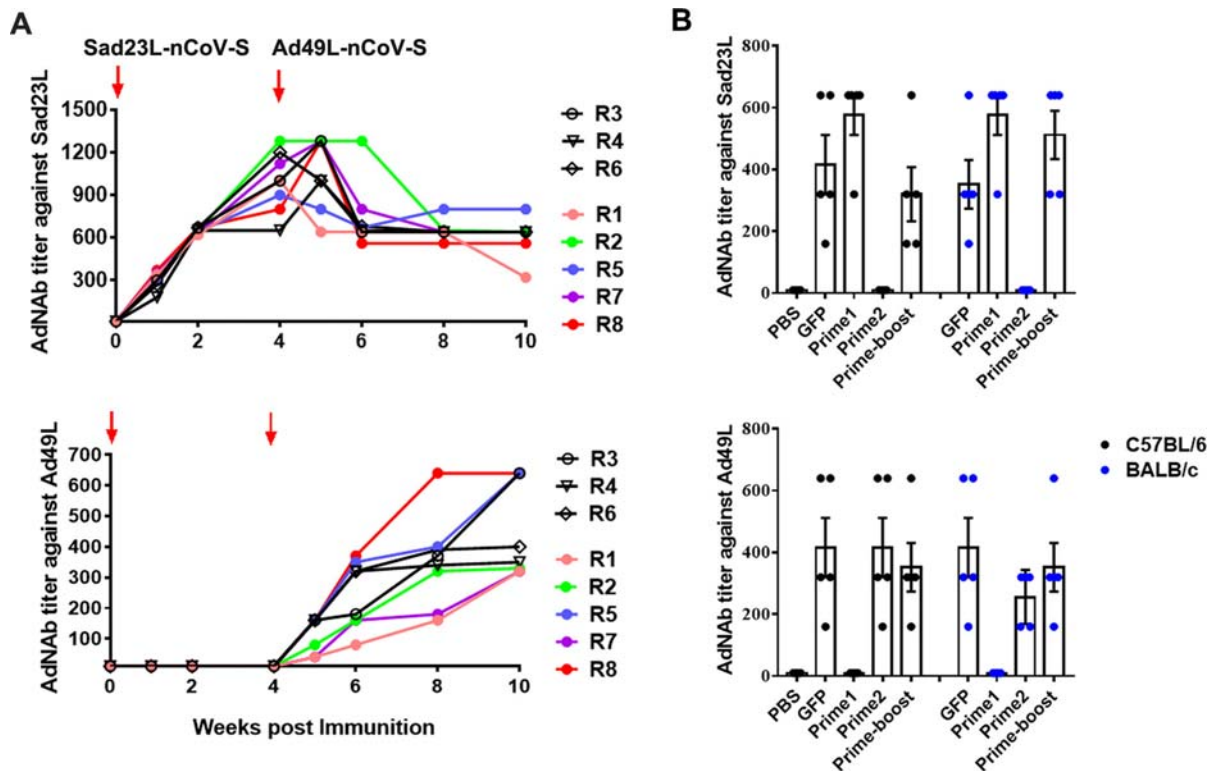 A
Sad23L-nCoV-S Ad49L-nCoV-S
AdNAb titer against Sad23L
1500
1200
900
600
300
0 2 4 6 8 10
R3
R4
R6
R1
R2
R5
R7
R8
AdNAb titer against Ad49L
700
600
500
400
300
200
100
0 2 4 6 8 10
Weeks post Immunition
R3
R4
R6
R1
R2
R5
R7
R8
B
AdNAb titer against Sad23L
800
600
400
200
0
PBS GFP Prime1 Prime2 Prime-boost GFP Prime1 Prime2 Prime-boost
AdNAb titer against Ad49L
800
600
400
200
0
PBS GFP Prime1 Prime2 Prime-boost GFP Prime1 Prime2 Prime-boost
C57BL/6
BALB/c